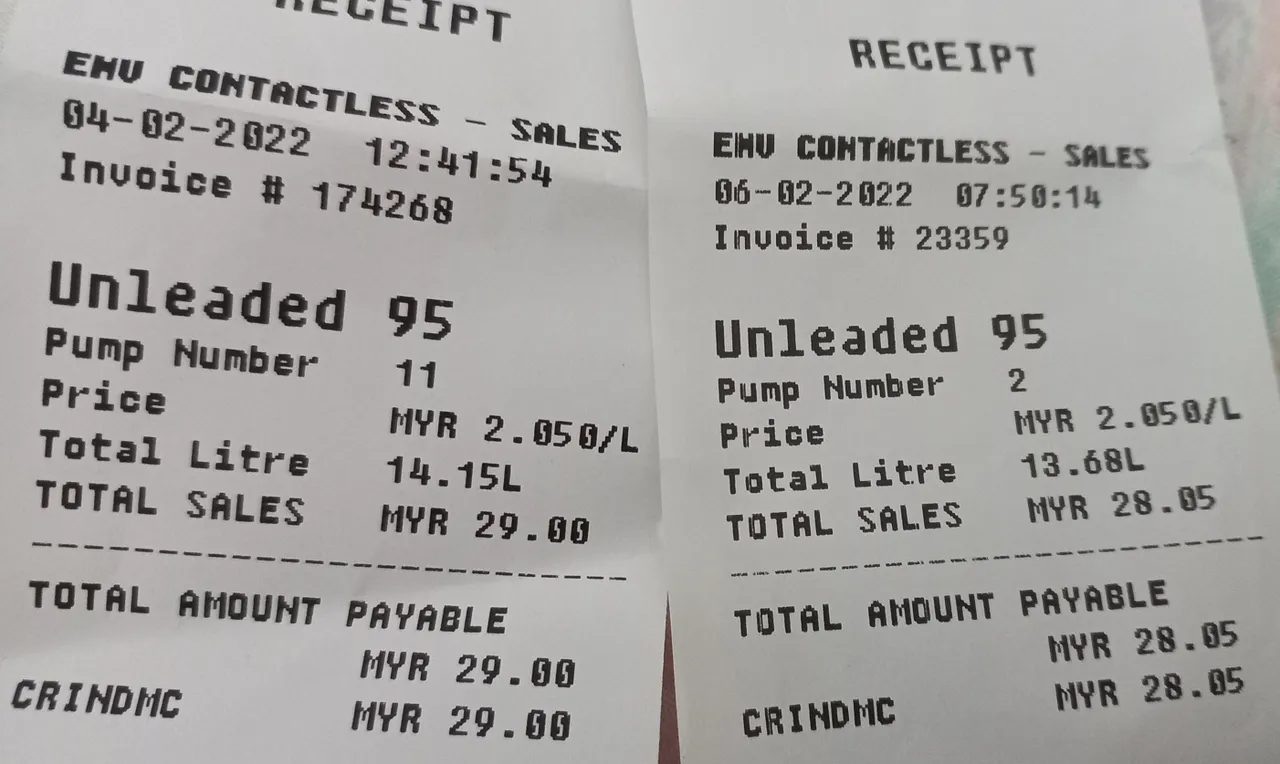 RECEIPT
EMV CONTACTLESS - SALES
04-02-2022 12:41:54
Invoice # 174268
Unleaded 95
Pump Number 11
Price MYR 2.050/L
Total Litre 14.15L
TOTAL SALES MYR 29.00
--------------------------------
TOTAL AMOUNT PAYABLE
MYR 29.00
CRINDMC MYR 29.00
RECEIPT
EMV CONTACTLESS - SALES
06-02-2022 07:50:14
Invoice # 23359
Unleaded 95
Pump Number 2
Price MYR 2.050/L
Total Litre 13.68L
TOTAL SALES MYR 28.05
--------------------------------
TOTAL AMOUNT PAYABLE
MYR 28.05
CRINDMC MYR 28.05